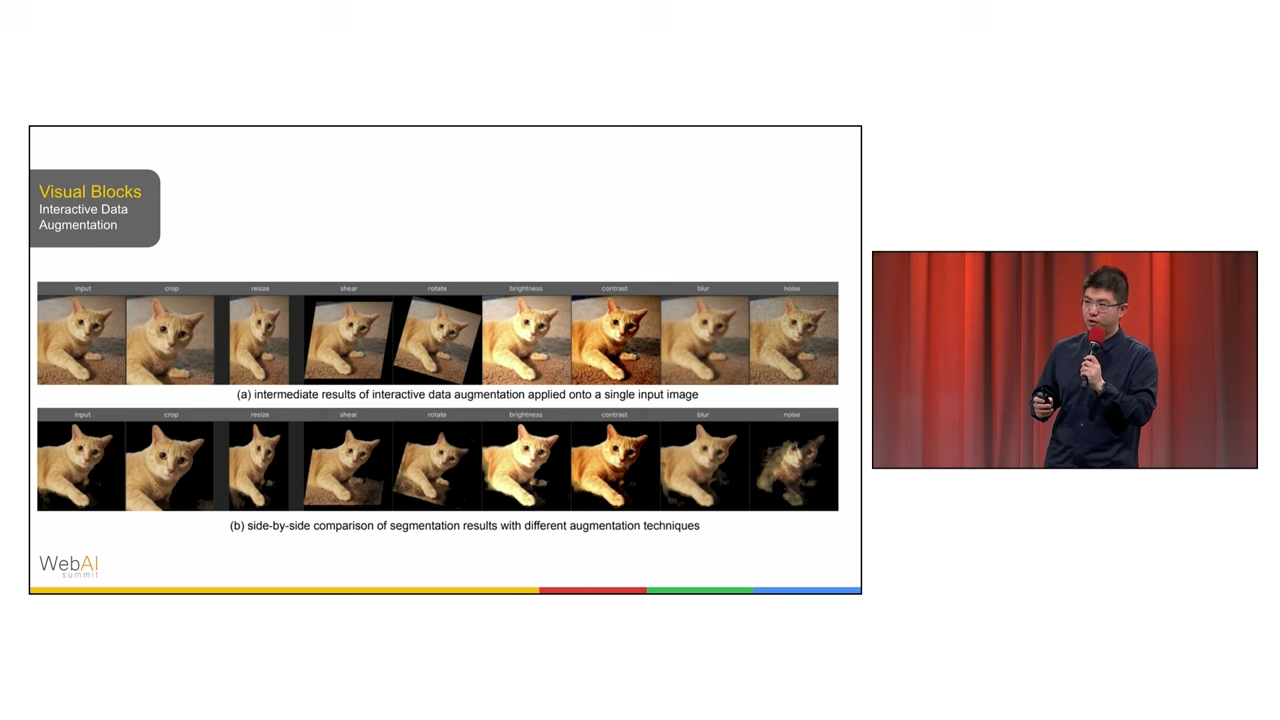 Visual Blocks
Interactive Data
Augmentation
input crop resize shear rotate brightness contrast blur noise
(a) intermediate results of interactive data augmentation applied onto a single input image
input crop resize shear rotate brightness contrast blur noise
(b) side-by-side comparison of segmentation results with different augmentation techniques
WebAI
summit